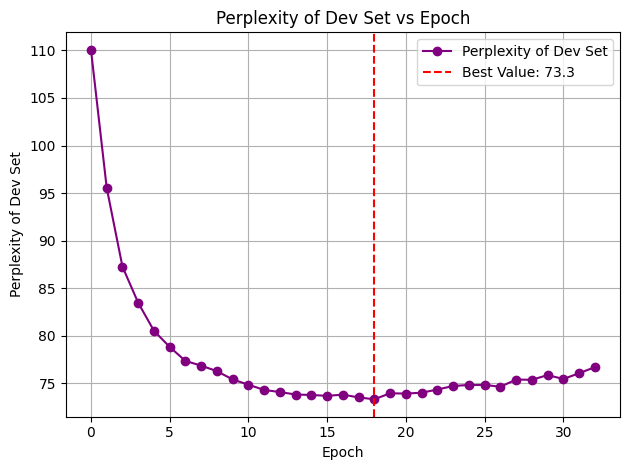 Perplexity of Dev Set vs Epoch
Perplexity of Dev Set
Best Value: 73.3
Perplexity of Dev Set
110
105
100
95
90
85
80
75
0 5 10 15 20 25 30
Epoch